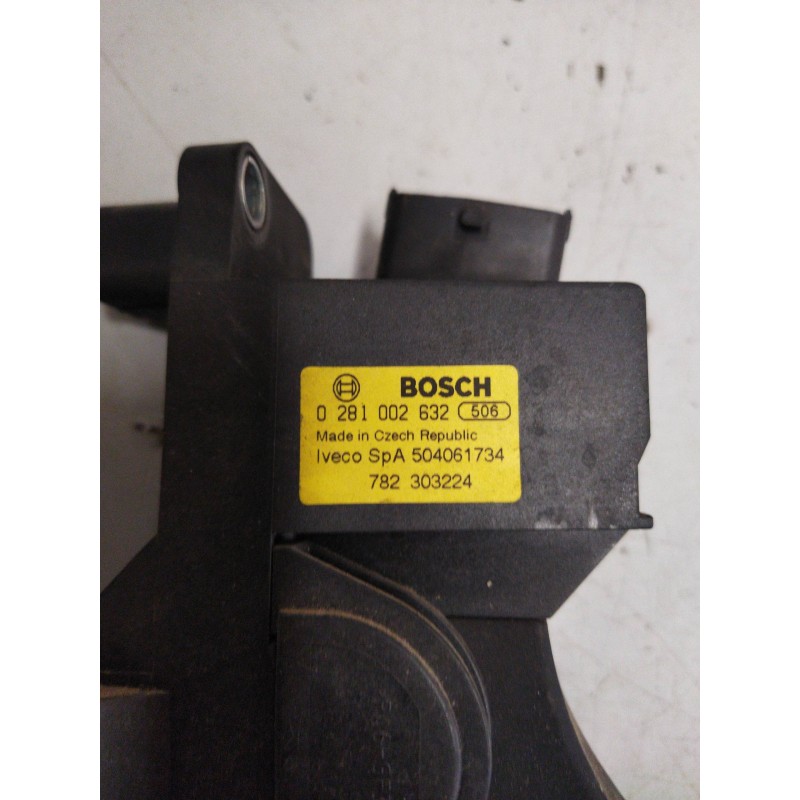 BOSCH
0 281 002 632 506
Made in Czech Republic
Iveco SpA 504061734
782 303224